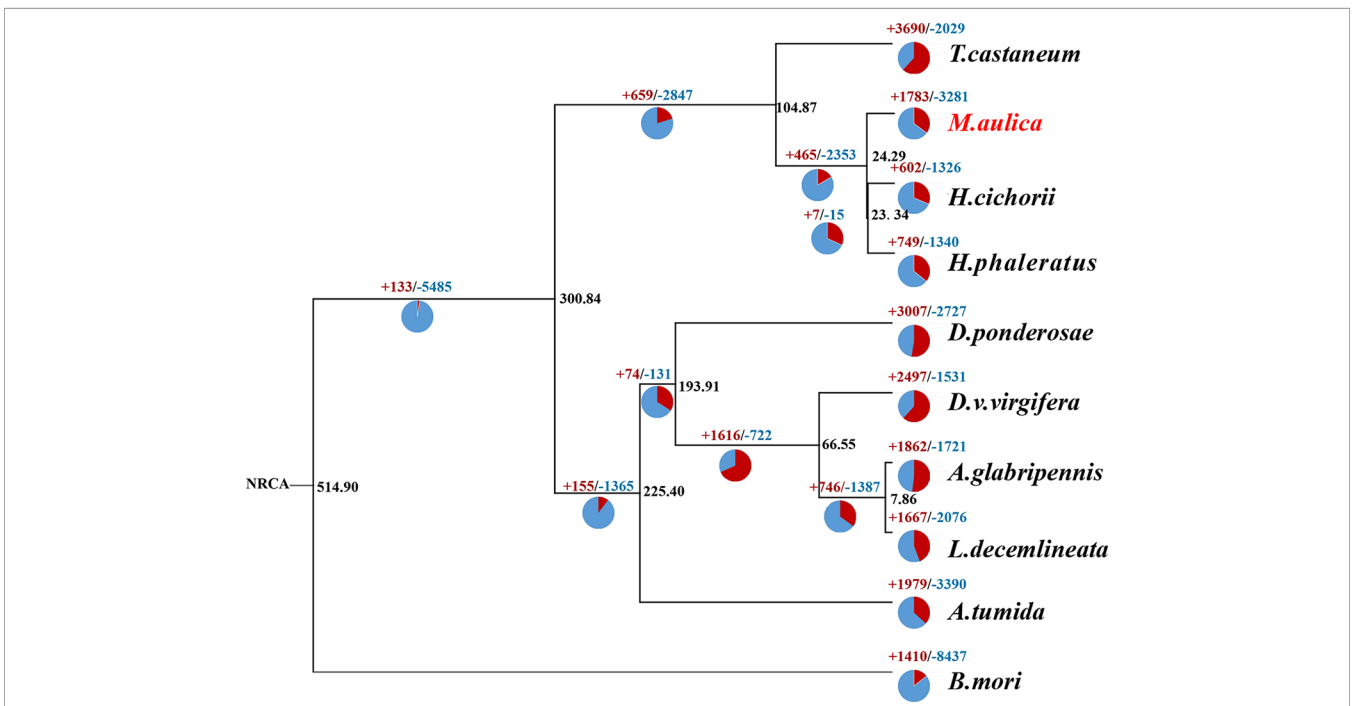 +3690/-2029
T.castaneum
+659/-2847
+1783/-3281
104.87
M.aulica
+465/-2353
24.29
+602/-1326
H.cichorii
+7/-15
23. 34
+749/-1340
H.phaleratus
+133/-5485
300.84
+3007/-2727
D.ponderosae
+74/-131
193.91
+2497/-1531
D.v.virgifera
+1616/-722
66.55
+1862/-1721
A.glabripennis
NRCA
514.90
+155/-1365
225.40
+746/-1387
7.86
+1667/-2076
L.decemlineata
+1979/-3390
A.tumida
+1410/-8437
B.mori